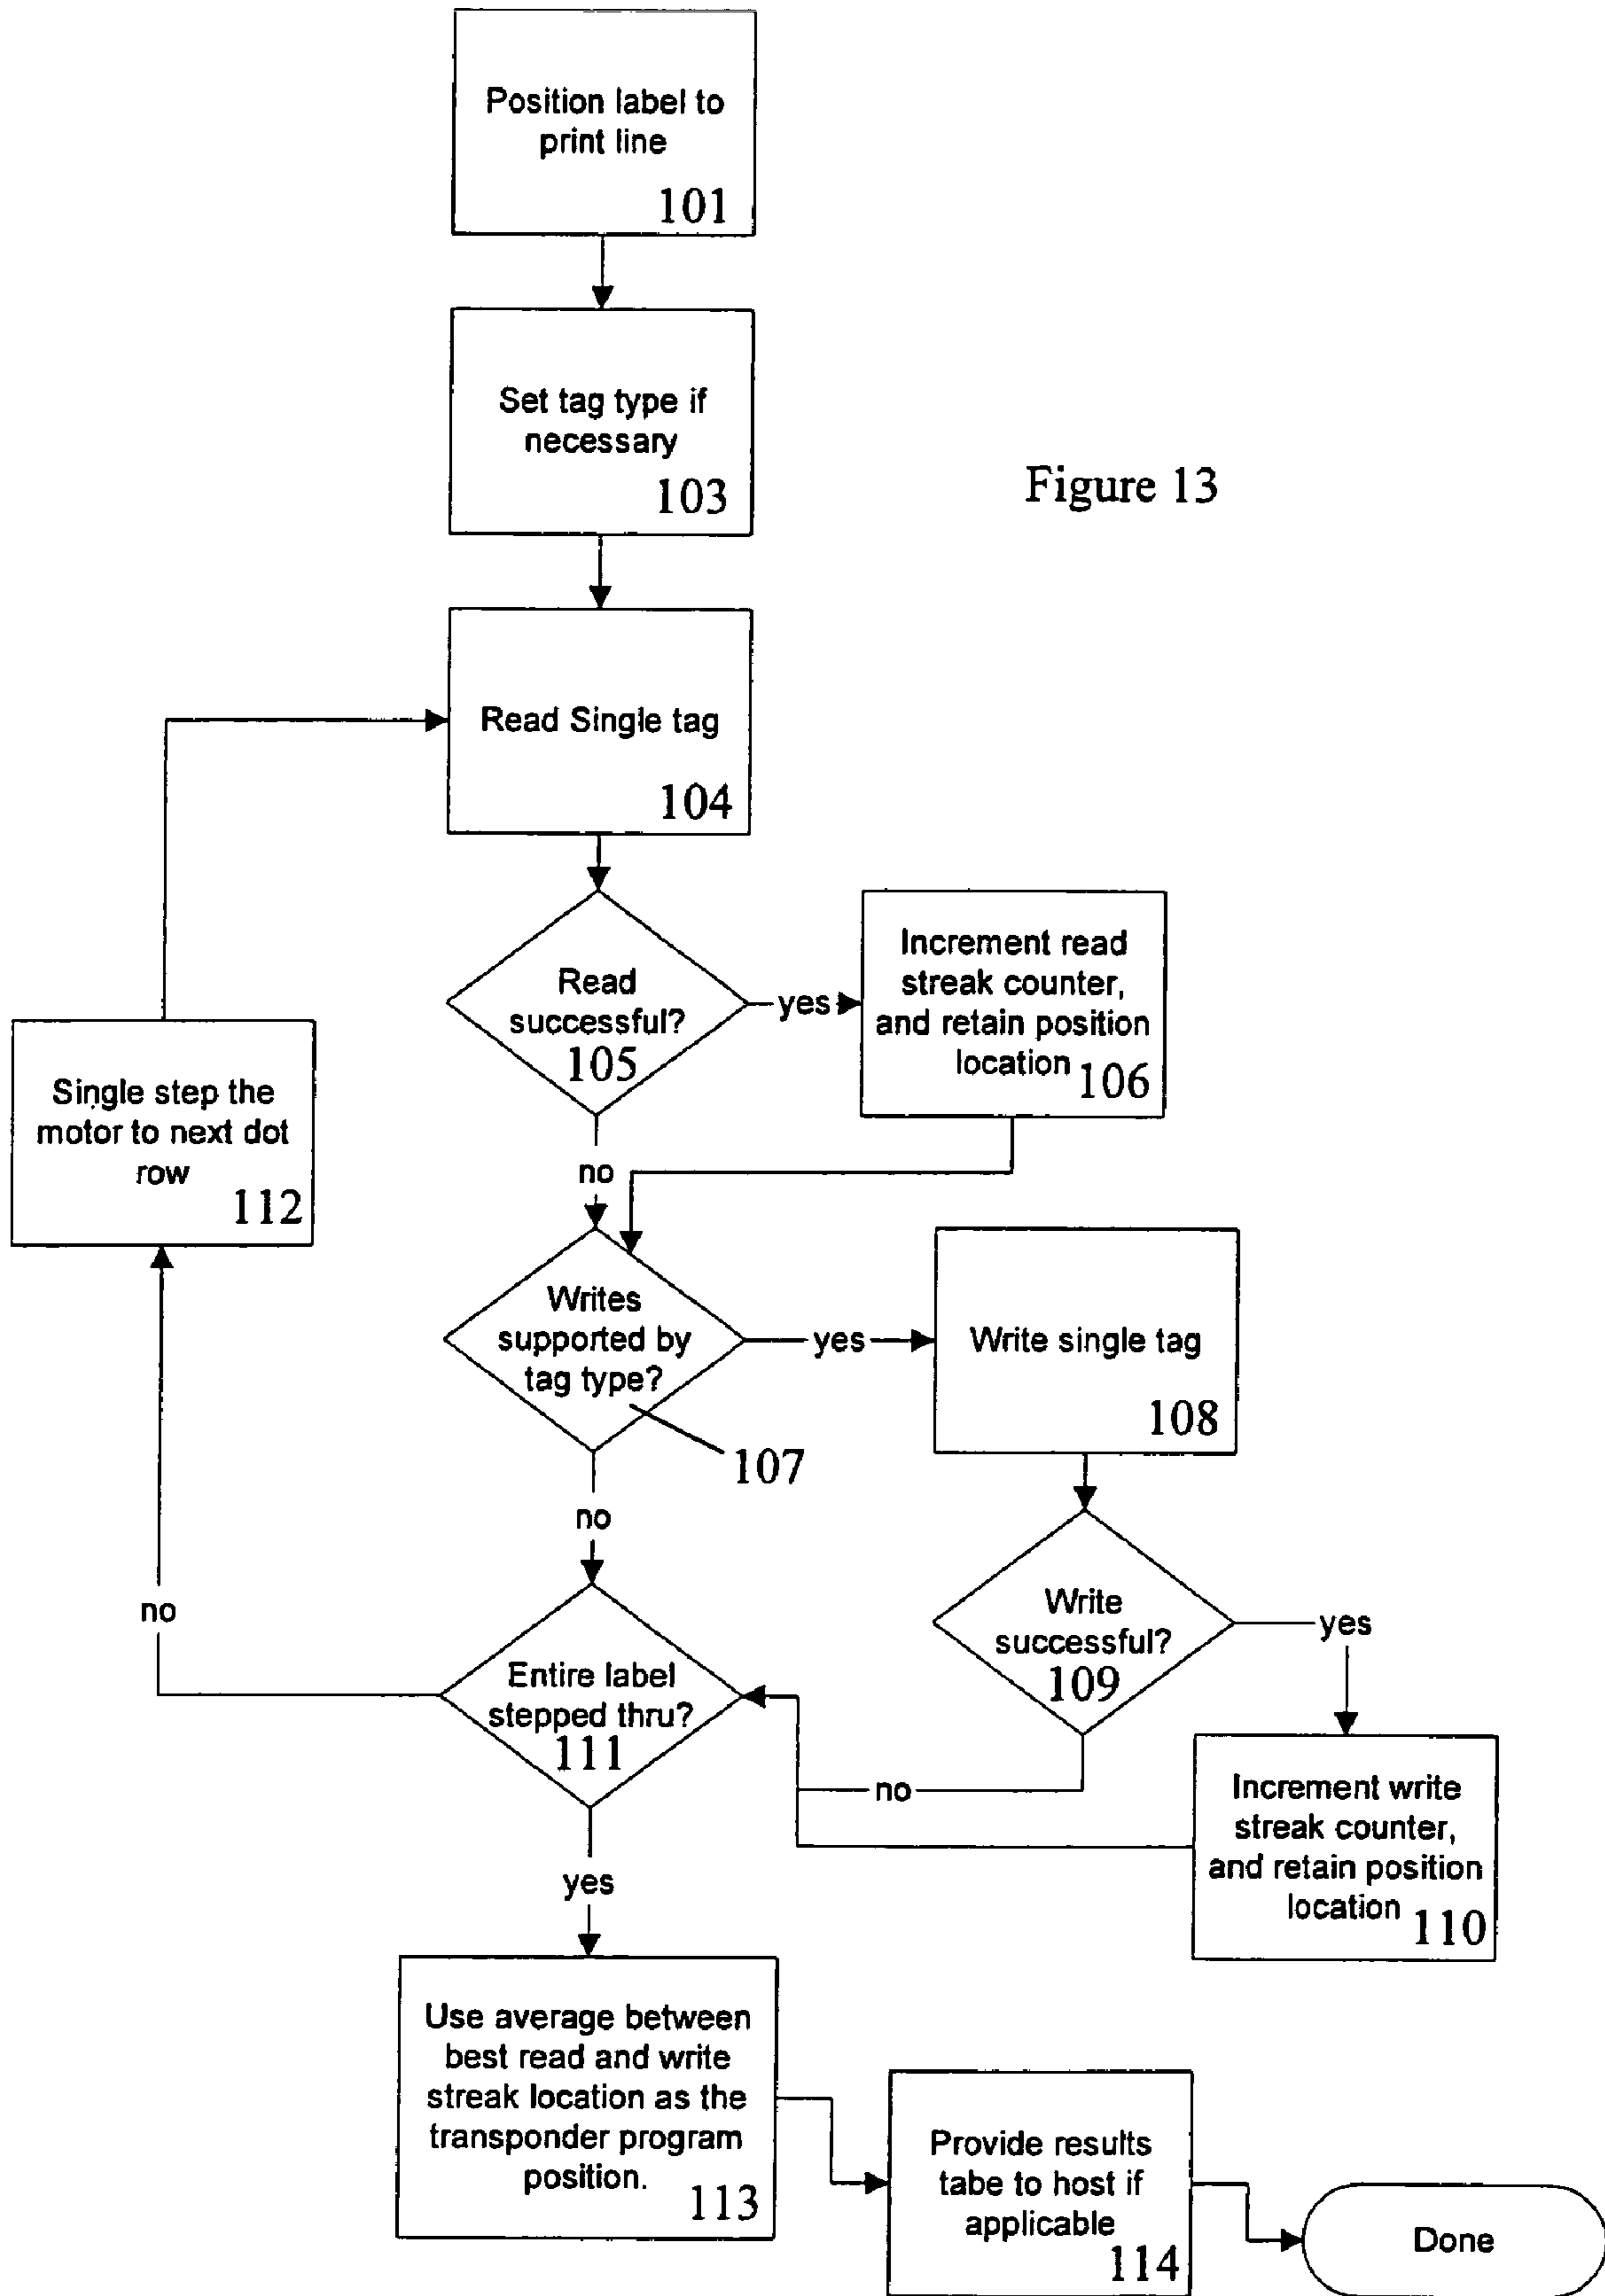 Position label to
print line
101
Set tag type if
necessary
103
Figure 13
Read Single tag
104
Read
successful?
105
yes
Increment read
streak counter,
and retain position
location 106
no
Single step the
motor to next dot
row
112
Writes
supported by
tag type?
107
yes
Write single tag
108
no
Write
successful?
109
yes
no
Entire label
stepped thru?
111
no
Increment write
streak counter,
and retain position
location 110
yes
Use average between
best read and write
streak location as the
transponder program
position.
113
Provide results
tabe to host if
applicable
114
Done